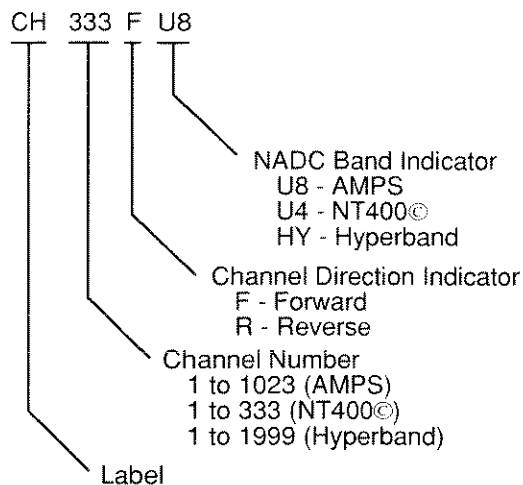 CH 333 F U8
NADC Band Indicator
U8 - AMPS
U4 - NT400©
HY - Hyperband
Channel Direction Indicator
F - Forward
R - Reverse
Channel Number
1 to 1023 (AMPS)
1 to 333 (NT400©)
1 to 1999 (Hyperband)
Label